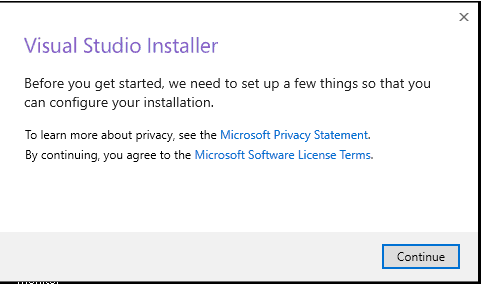 Visual Studio Installer
Before you get started, we need to set up a few things so that you
can configure your installation.
To learn more about privacy, see the Microsoft Privacy Statement.
By continuing, you agree to the Microsoft Software License Terms.
Continue